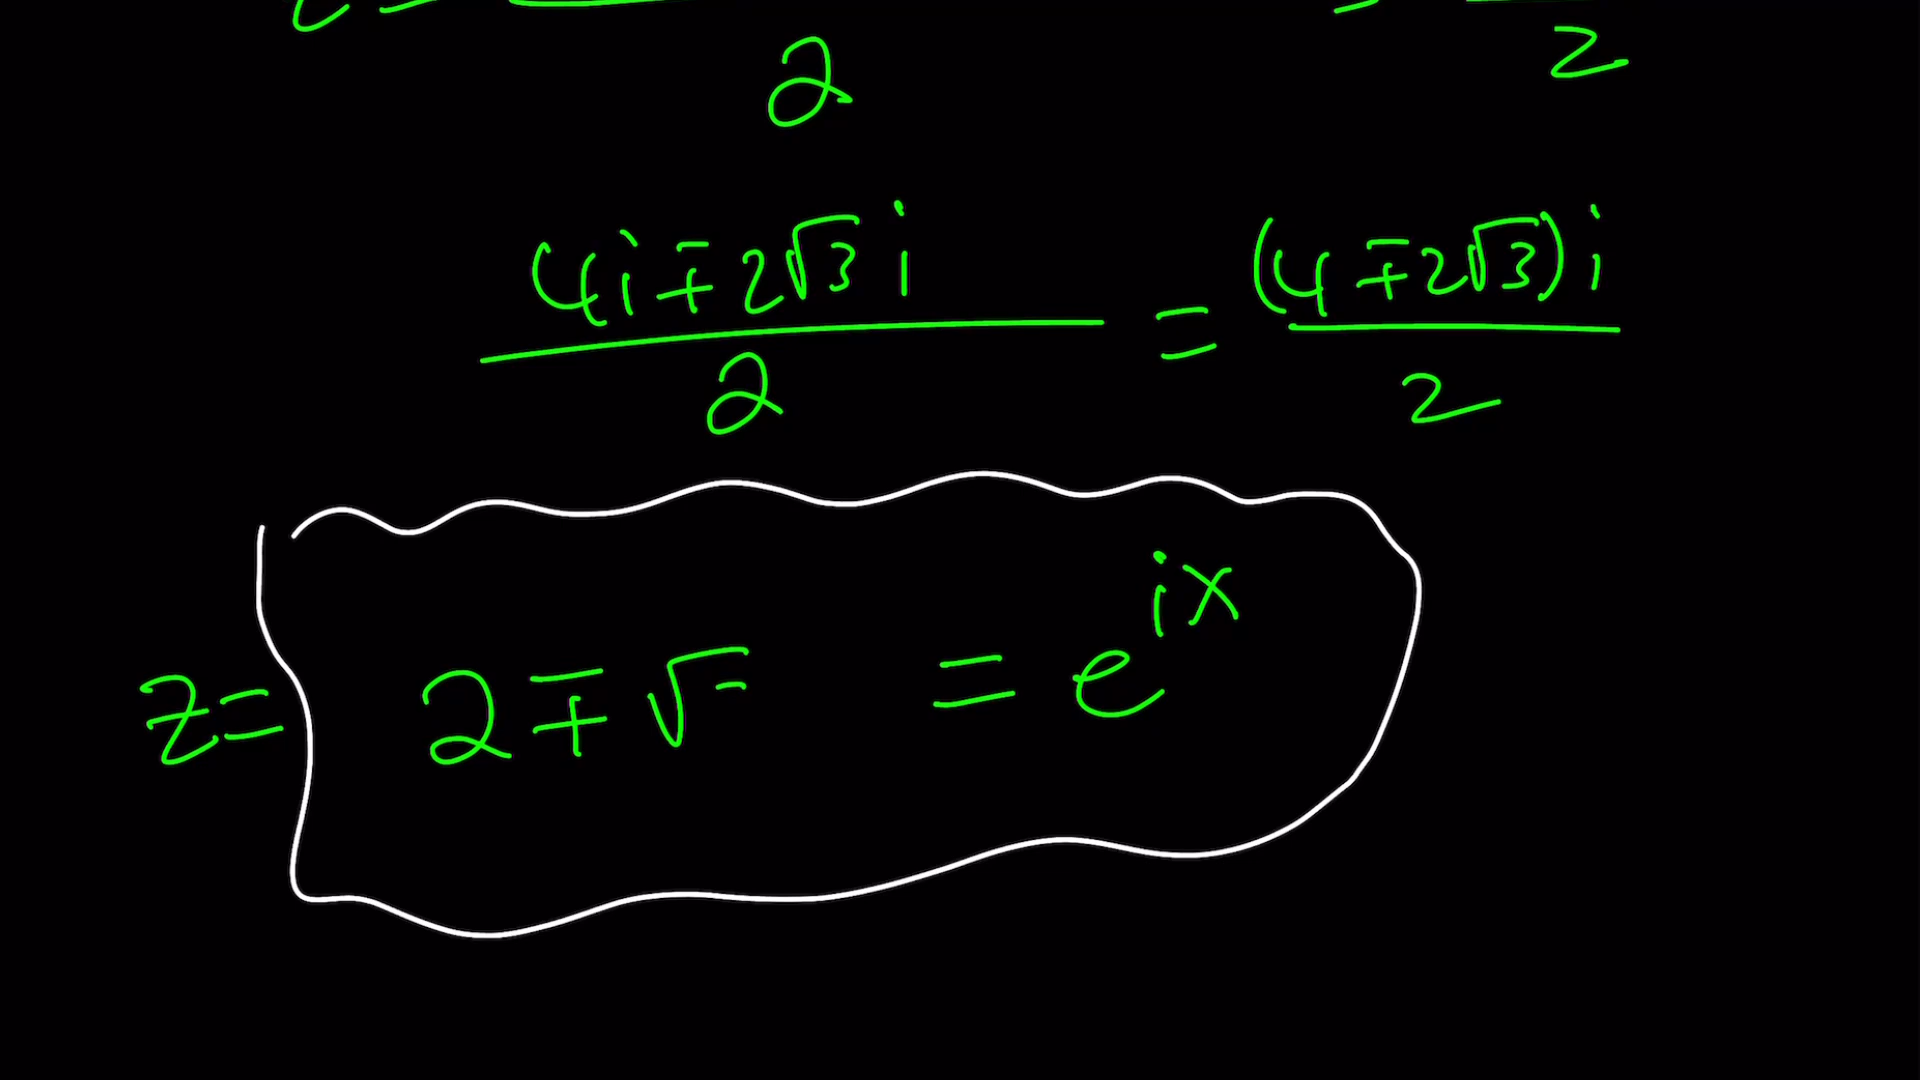 2 2
4i ∓ 2√3 i = (4 ∓ 2√3) i
2 2
z = 2 ∓ √ = e^{ix}